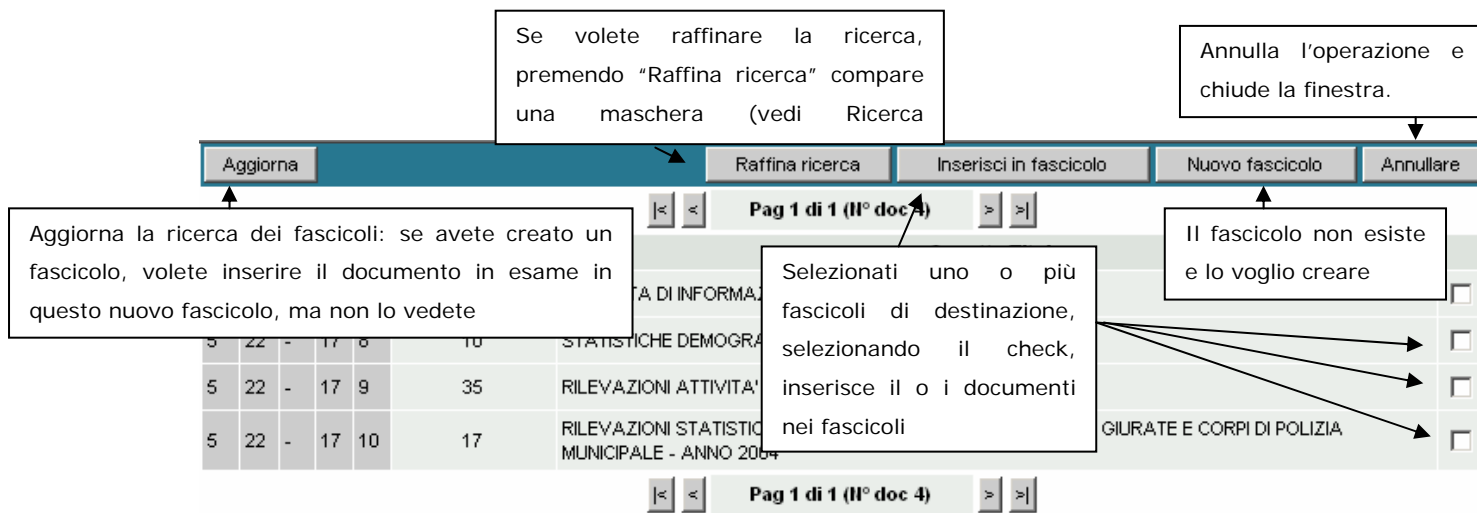 Se volete raffinare la ricerca,
premendo “Raffina ricerca” compare
una maschera (vedi Ricerca
Annulla l’operazione e
chiude la finestra.
Aggiorna
Raffina ricerca
Inserisci in fascicolo
Nuovo fascicolo
Annullare
|< < Pag 1 di 1 (N° doc 4) > >|
Aggiorna la ricerca dei fascicoli: se avete creato un
fascicolo, volete inserire il documento in esame in
questo nuovo fascicolo, ma non lo vedete
Il fascicolo non esiste
e lo voglio creare
Selezionati uno o più
fascicoli di destinazione,
selezionando il check,
inserisce il o i documenti
nei fascicoli
TA DI INFORMAZ
5 22 - 17 8 10 STATISTICHE DEMOGRA
5 22 - 17 9 35 RILEVAZIONI ATTIVITA'
5 22 - 17 10 17 RILEVAZIONI STATISTIC GIURATE E CORPI DI POLIZIA
MUNICIPALE - ANNO 2004
|< < Pag 1 di 1 (N° doc 4) > >|